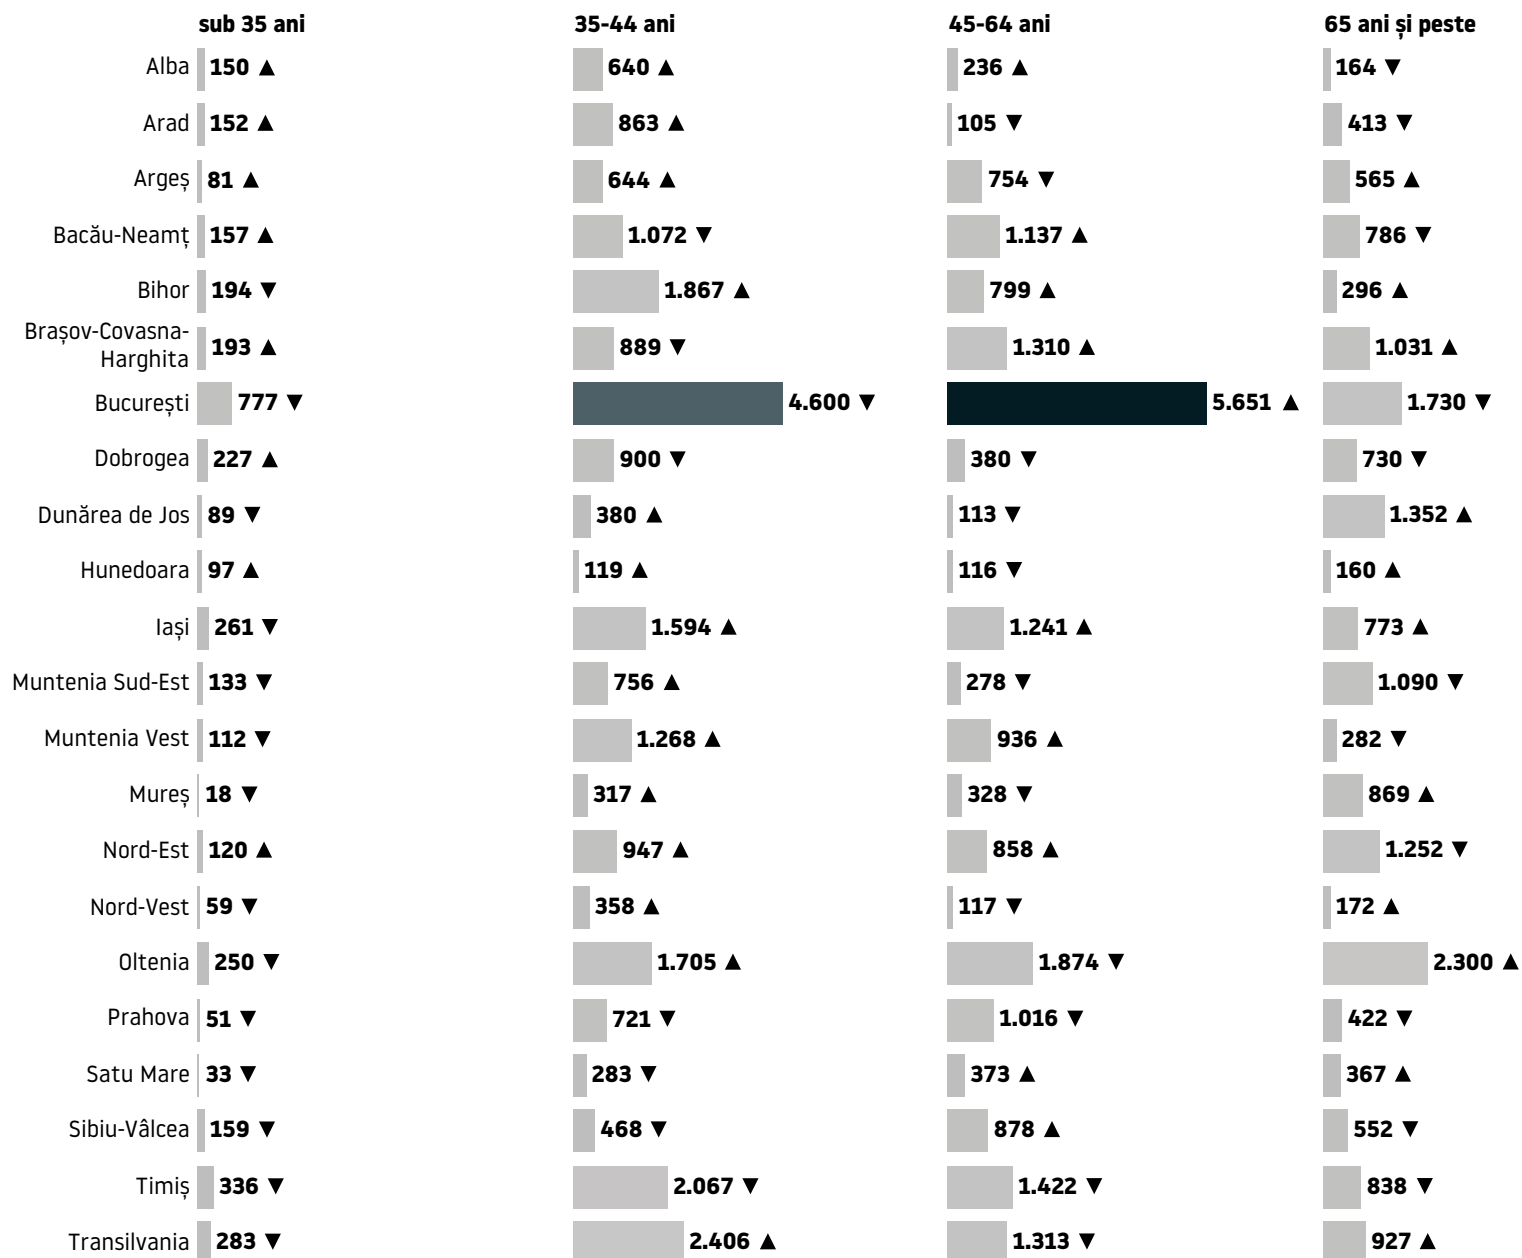 sub 35 ani 35-44 ani 45-64 ani 65 ani și peste
Alba 150 ▲ 640 ▲ 236 ▲ 164 ▼
Arad 152 ▲ 863 ▲ 105 ▼ 413 ▼
Argeș 81 ▲ 644 ▲ 754 ▼ 565 ▲
Bacău-Neamț 157 ▲ 1.072 ▼ 1.137 ▲ 786 ▼
Bihor 194 ▼ 1.867 ▲ 799 ▲ 296 ▲
Brașov-Covasna-
Harghita 193 ▲ 889 ▼ 1.310 ▲ 1.031 ▲
București 777 ▼ 4.600 ▼ 5.651 ▲ 1.730 ▼
Dobrogea 227 ▲ 900 ▼ 380 ▼ 730 ▼
Dunărea de Jos 89 ▼ 380 ▲ 113 ▼ 1.352 ▲
Hunedoara 97 ▲ 119 ▲ 116 ▼ 160 ▲
Iași 261 ▼ 1.594 ▲ 1.241 ▲ 773 ▲
Muntenia Sud-Est 133 ▼ 756 ▲ 278 ▼ 1.090 ▼
Muntenia Vest 112 ▼ 1.268 ▲ 936 ▲ 282 ▼
Mureș 18 ▼ 317 ▲ 328 ▼ 869 ▲
Nord-Est 120 ▲ 947 ▲ 858 ▲ 1.252 ▼
Nord-Vest 59 ▼ 358 ▲ 117 ▼ 172 ▲
Oltenia 250 ▼ 1.705 ▲ 1.874 ▼ 2.300 ▲
Prahova 51 ▼ 721 ▼ 1.016 ▼ 422 ▼
Satu Mare 33 ▼ 283 ▼ 373 ▲ 367 ▲
Sibiu-Vâlcea 159 ▼ 468 ▼ 878 ▲ 552 ▼
Timiș 336 ▼ 2.067 ▼ 1.422 ▼ 838 ▼
Transilvania 283 ▼ 2.406 ▲ 1.313 ▼ 927 ▲